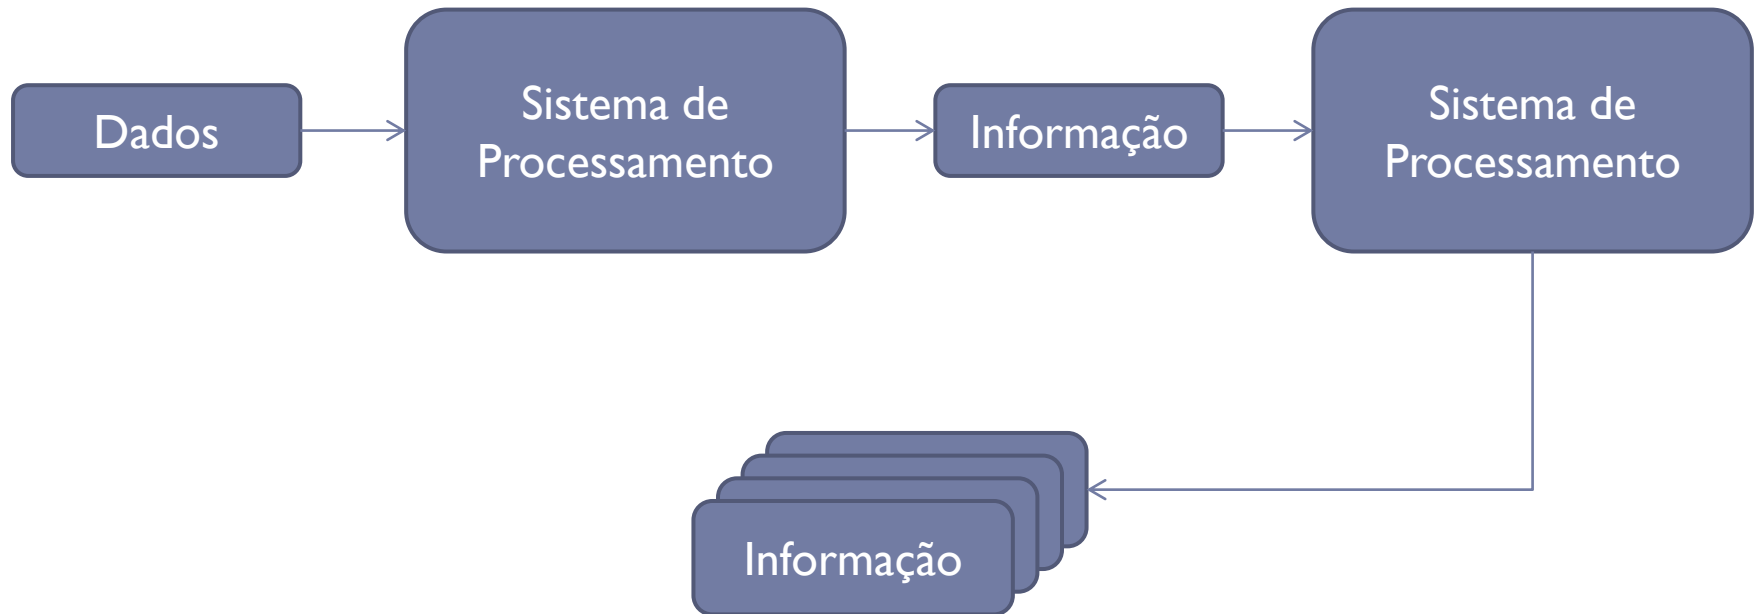 Dados
Sistema de
Processamento
Informação
Sistema de
Processamento
Informação